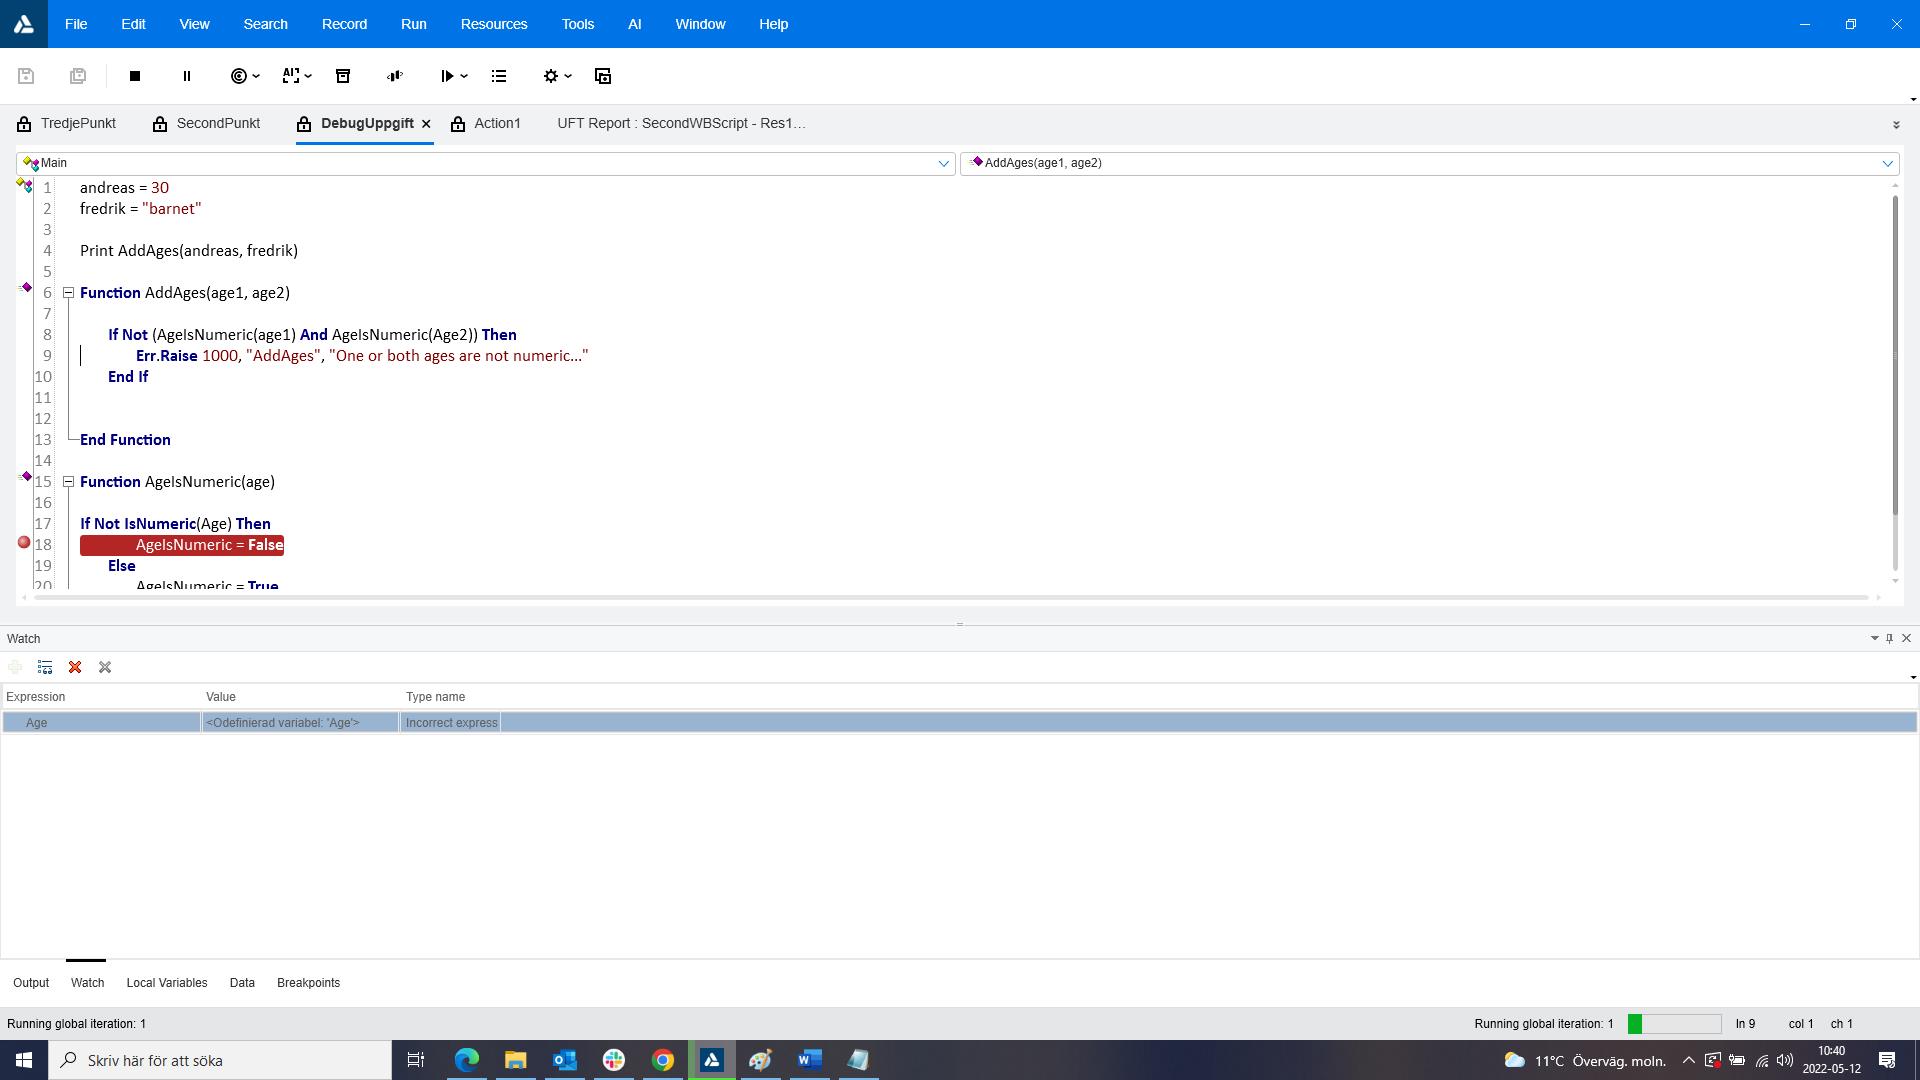 File Edit View Search Record Run Resources Tools AI Window Help
AI
TredjePunkt SecondPunkt DebugUppgift Action1 UFT Report : SecondWBScript - Res1...
Main AddAges(age1, age2)
1 andreas = 30
2 fredrik = "barnet"
3
4 Print AddAges(andreas, fredrik)
5
6 Function AddAges(age1, age2)
7
8 If Not (AgeIsNumeric(age1) And AgeIsNumeric(Age2)) Then
9 Err.Raise 1000, "AddAges", "One or both ages are not numeric..."
10 End If
11
12
13 End Function
14
15 Function AgeIsNumeric(age)
16
17 If Not IsNumeric(Age) Then
18 AgeIsNumeric = False
19 Else
20 AgeIsNumeric = True
Watch
Expression Value Type name
Age <Odefinierad variabel: 'Age'> Incorrect express
Output Watch Local Variables Data Breakpoints
Running global iteration: 1 Running global iteration: 1 ln 9 col 1 ch 1
Skriv här för att söka 11°C Överväg. moln. 10:40
2022-05-12